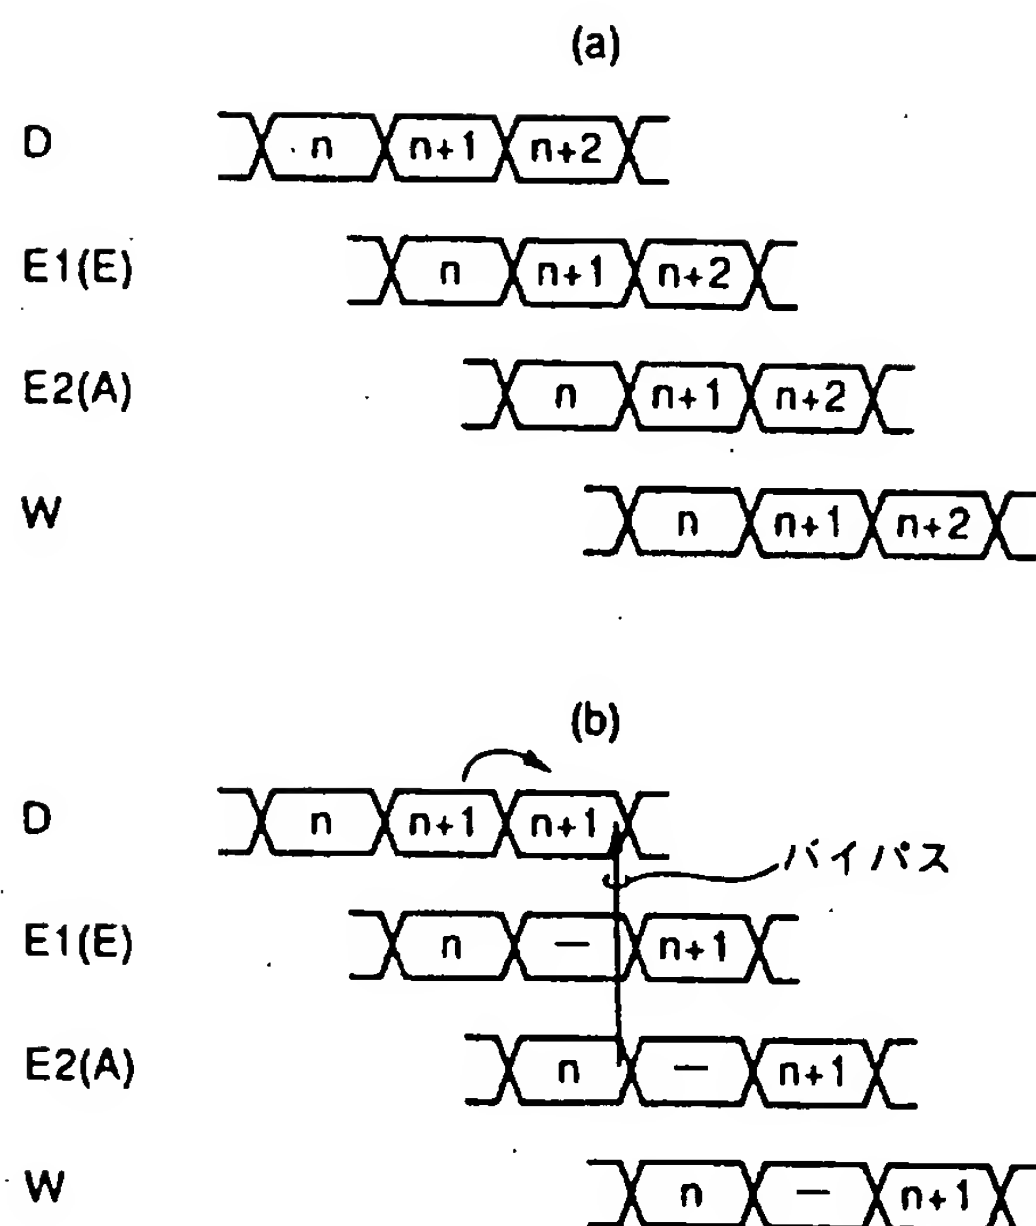 (a)
D n n+1 n+2
E1(E) n n+1 n+2
E2(A) n n+1 n+2
W n n+1 n+2
(b)
D n n+1 n+1
バイパス
E1(E) n – n+1
E2(A) n – n+1
W n – n+1